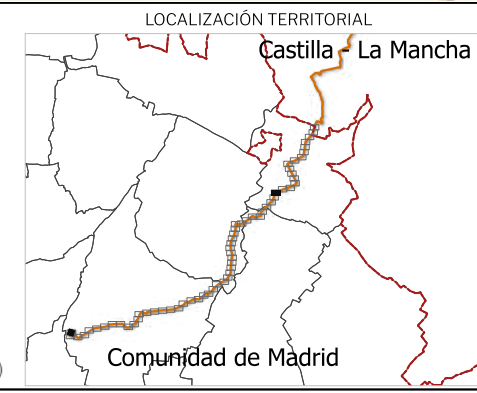 LOCALIZACIÓN TERRITORIAL
Castilla - La Mancha
Comunidad de Madrid